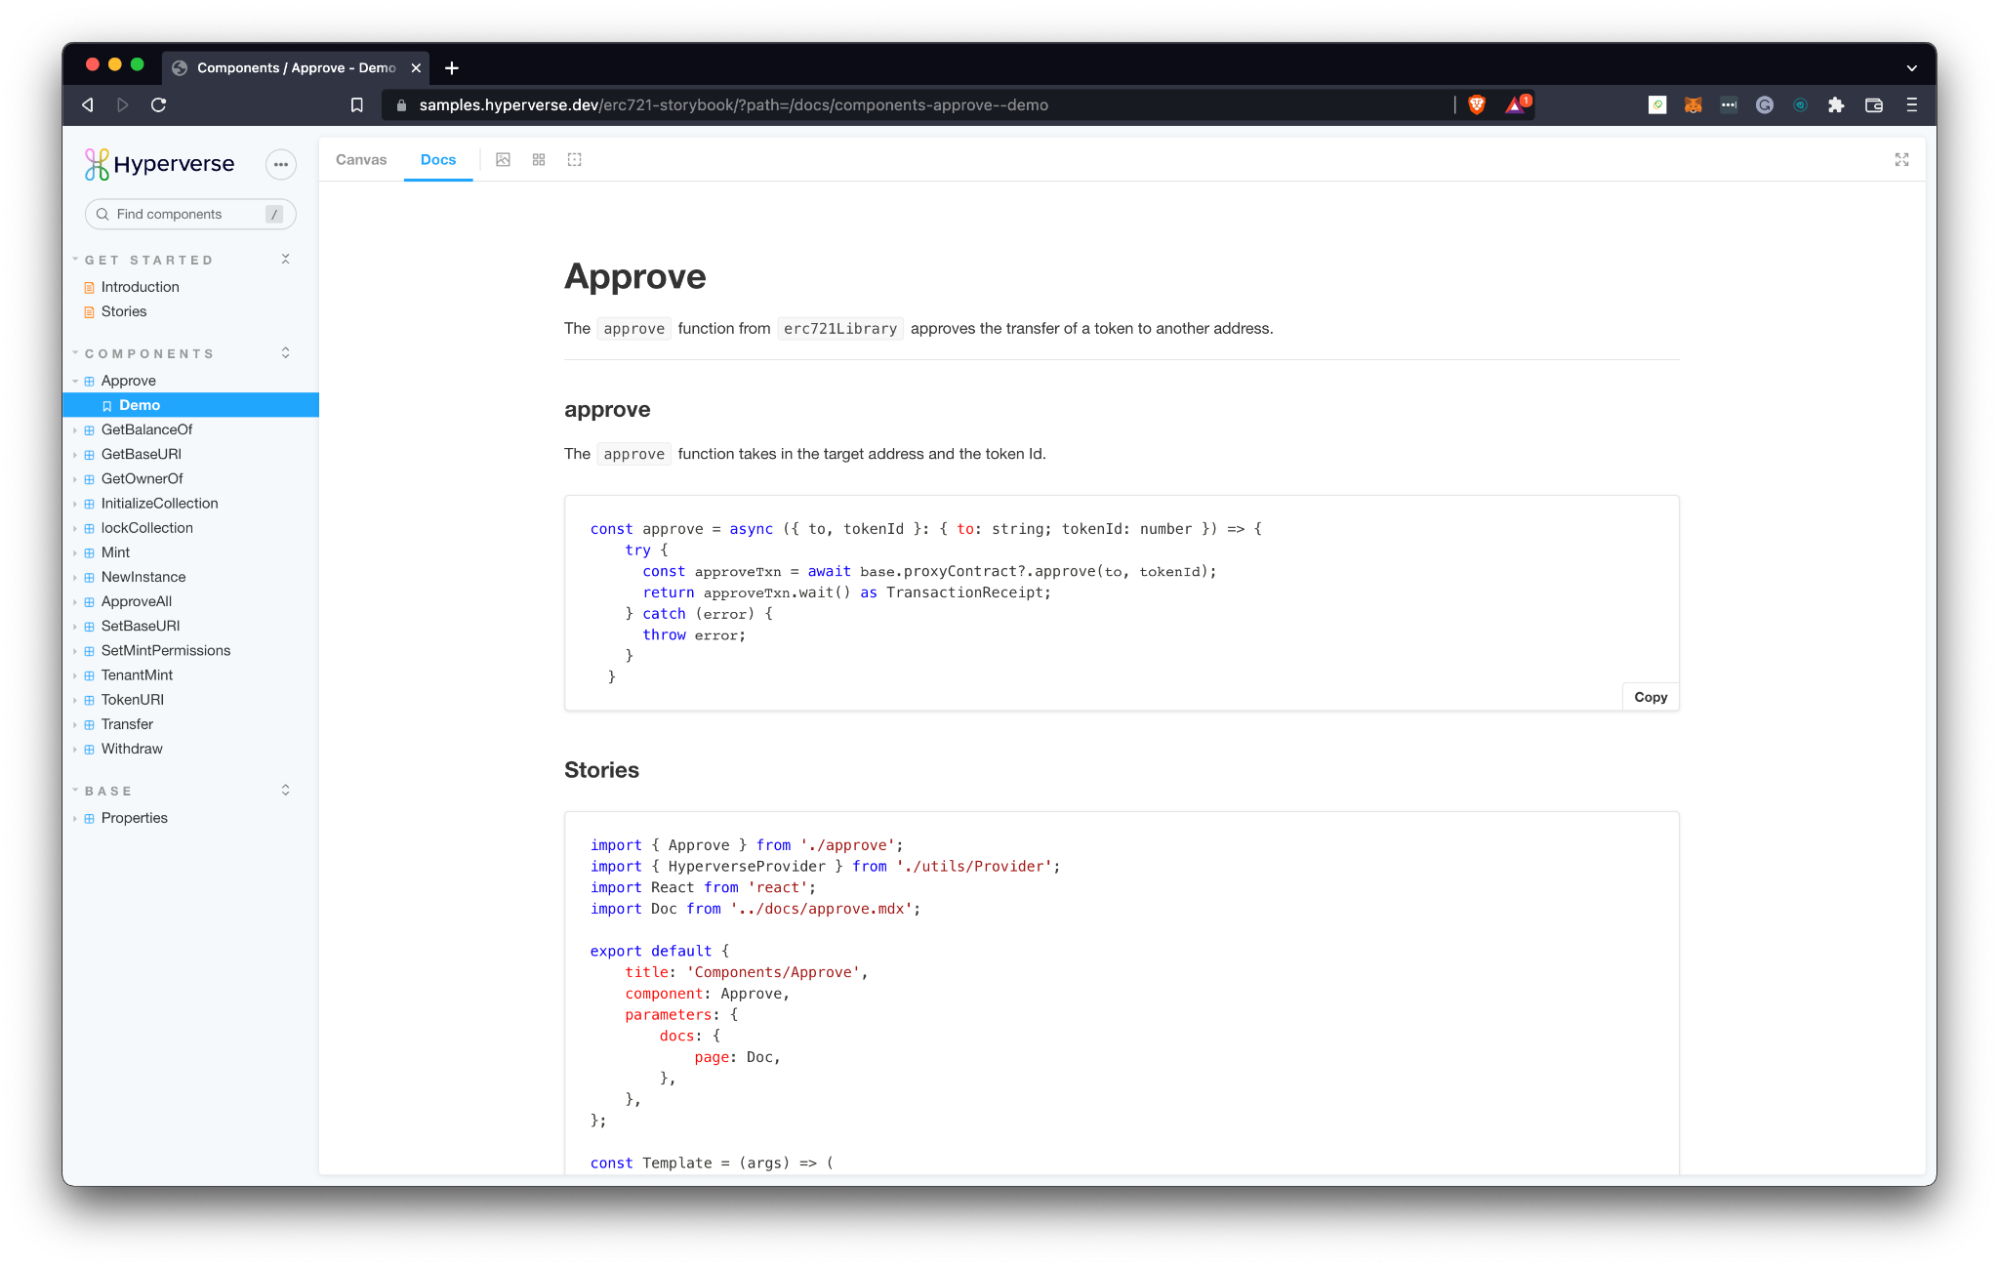 Components / Approve - Demo
samples.hyperverse.dev/erc721-storybook/?path=/docs/components-approve--demo
1
Hyperverse
Canvas Docs
Find components /
GET STARTED
Introduction
Stories
COMPONENTS
Approve
Demo
GetBalanceOf
GetBaseURI
GetOwnerOf
InitializeCollection
lockCollection
Mint
NewInstance
ApproveAll
SetBaseURI
SetMintPermissions
TenantMint
TokenURI
Transfer
Withdraw
BASE
Properties
Approve
The approve function from erc721Library approves the transfer of a token to another address.
approve
The approve function takes in the target address and the token Id.
const approve = async ({ to, tokenId }: { to: string; tokenId: number }) => {
try {
const approveTxn = await base.proxyContract?.approve(to, tokenId);
return approveTxn.wait() as TransactionReceipt;
} catch (error) {
throw error;
}
}
Copy
Stories
import { Approve } from './approve';
import { HyperverseProvider } from './utils/Provider';
import React from 'react';
import Doc from '../docs/approve.mdx';
export default {
title: 'Components/Approve',
component: Approve,
parameters: {
docs: {
page: Doc,
},
},
};
const Template = (args) => (